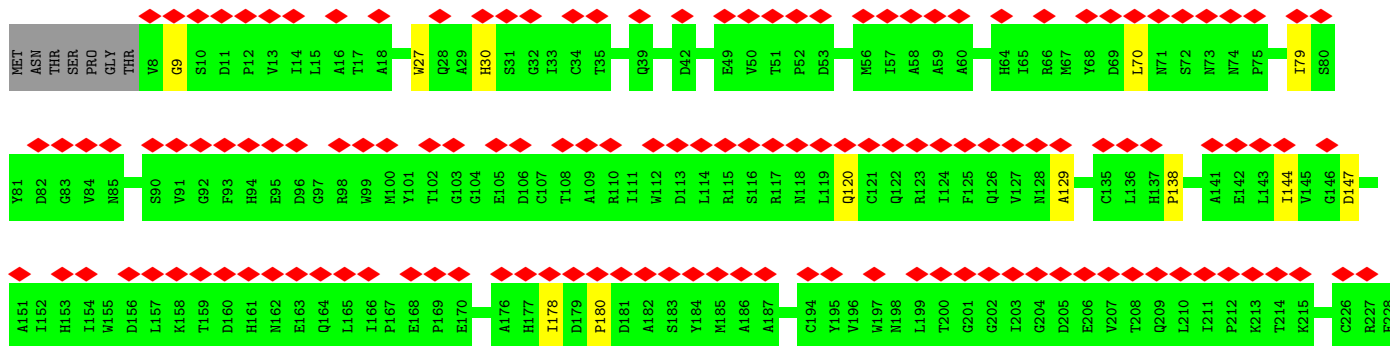 MET ASN THR SER PRO GLY THR V8 G9 S10 D11 P12 V13 I14 L15 A16 T17 A18 W27 Q28 A29 H30 S31 G32 I33 C34 T35 Q39 D42 E49 V50 T51 P52 D53 M56 I57 A58 A59 A60 H64 I65 R66 M67 Y68 D69 L70 N71 S72 N73 N74 P75 I79 S80
Y81 D82 G83 V84 N85 S90 V91 G92 F93 H94 E95 D96 G97 R98 W99 M100 Y101 T102 G103 G104 E105 D106 C107 T108 A109 R110 I111 W112 D113 L114 R115 S116 R117 N118 L119 Q120 C121 Q122 R123 I124 F125 Q126 V127 N128 A129 C135 L136 H137 P138 A141 E142 L143 I144 V145 G146 D147
A151 I152 H153 I154 W155 D156 L157 K158 T159 D160 H161 N162 E163 Q164 L165 I166 P167 E168 P169 E170 A176 H177 I178 D179 P180 D181 A182 S183 Y184 M185 A186 A187 C194 Y195 V196 W197 N198 L199 T200 G201 G202 I203 G204 D205 E206 V207 T208 Q209 L210 I211 P212 K213 T214 K215 C226 R227